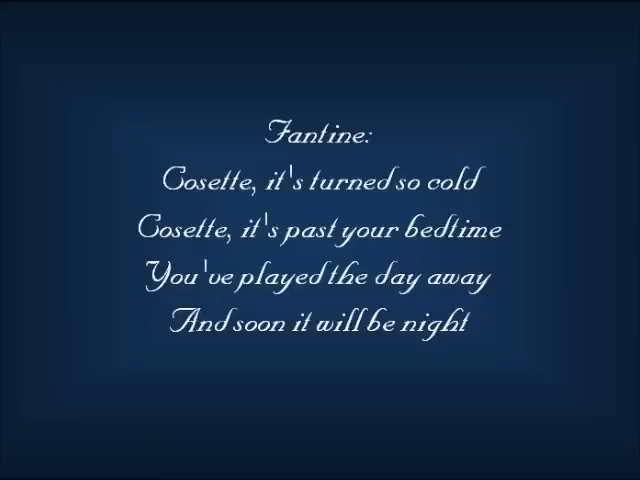 Fantine:
Cosette, it's turned so cold
Cosette, it's past your bedtime
You've played the day away
And soon it will be night